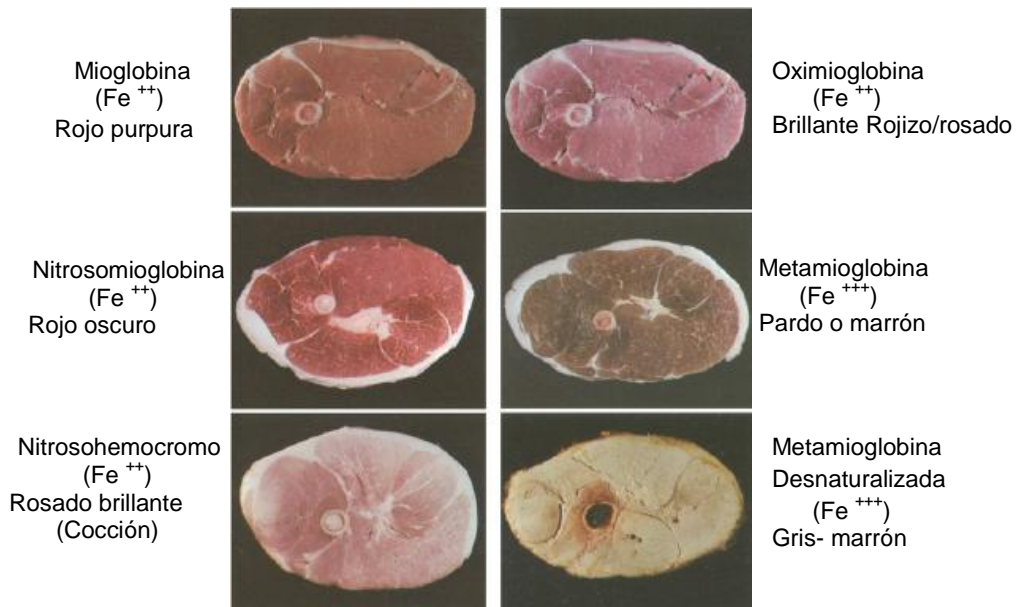 Mioglobina
(Fe ++)
Rojo purpura
Oximioglobina
(Fe ++)
Brillante Rojizo/rosado
Nitrosomioglobina
(Fe ++)
Rojo oscuro
Metamioglobina
(Fe +++)
Pardo o marrón
Nitrosohemocromo
(Fe ++)
Rosado brillante
(Cocción)
Metamioglobina
Desnaturalizada
(Fe +++)
Gris- marrón